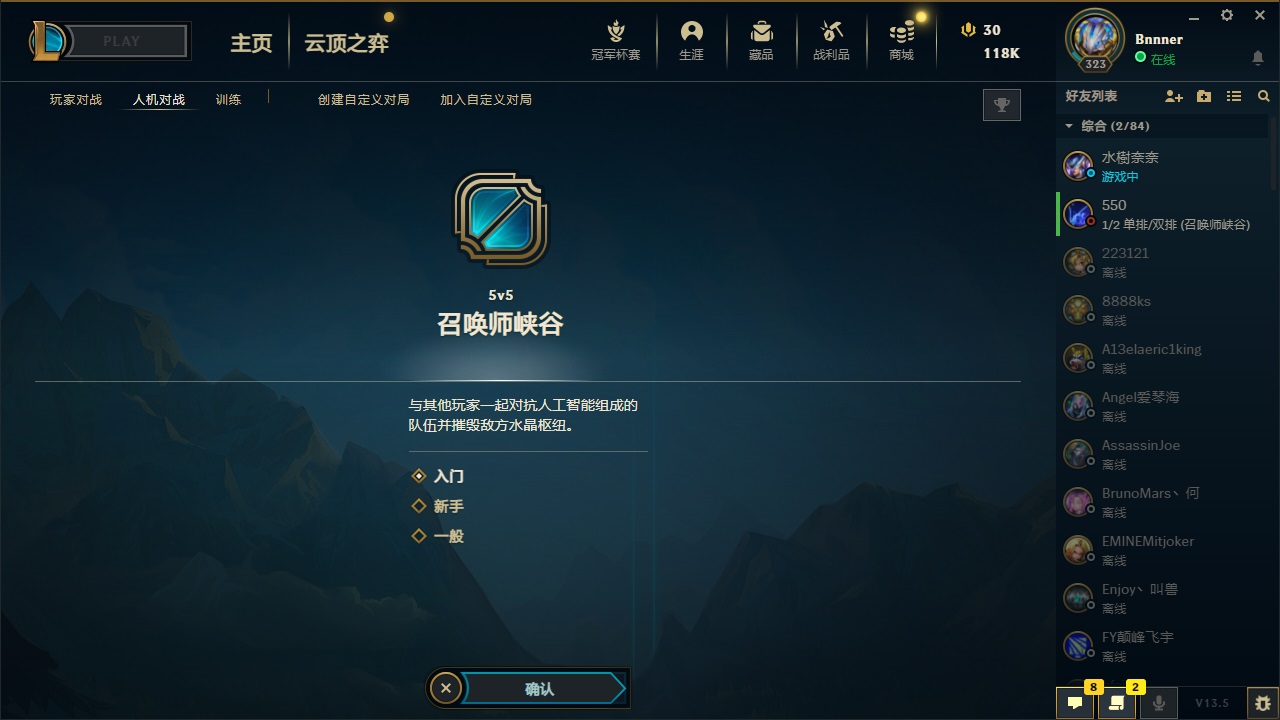 PLAY
主页
云顶之弈
冠军杯赛
生涯
藏品
战利品
商城
30
118K
323
Bnnner
在线
玩家对战
人机对战
训练
创建自定义对局
加入自定义对局
5v5
召唤师峡谷
与其他玩家一起对抗人工智能组成的
队伍并摧毁敌方水晶枢纽。
入门
新手
一般
确认
好友列表
综合 (2/84)
水樹奈奈
游戏中
550
1/2 单排/双排 (召唤师峡谷)
223121
离线
8888ks
离线
A13elaeric1king
离线
Angel爱琴海
离线
AssassinJoe
离线
BrunoMars丶何
离线
EMINEMitjoker
离线
Enjoy丶叫兽
离线
FY颠峰飞宇
离线
8
2
V13.5